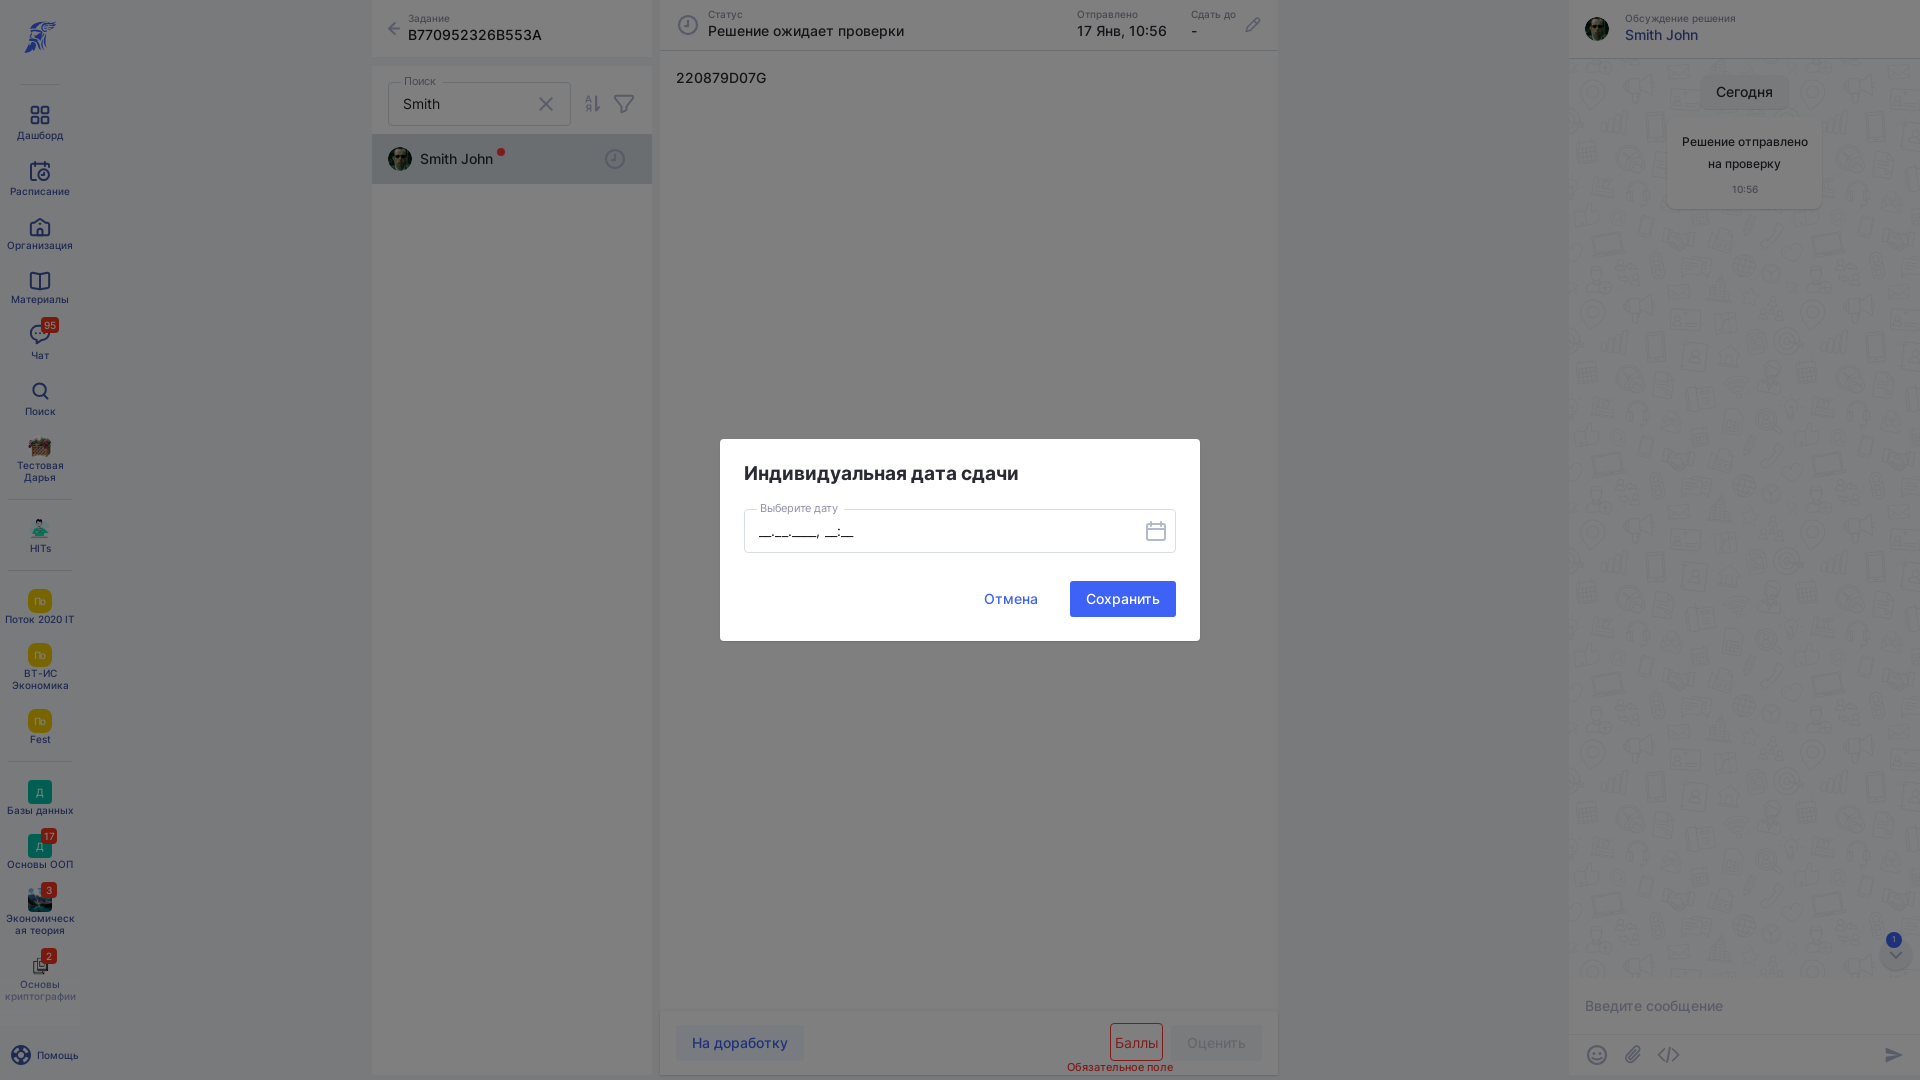 Дашборд
Расписание
Организация
Материалы
95
Чат
Поиск
Тестовая
Дарья
HITs
По
Поток 2020 IT
По
ВТ-ИС
Экономика
По
Fest
Д
Базы данных
17
Д
Основы ООП
3
Экономическ
ая теория
2
Основы
криптографии
Помощь
Задание
B770952326B553A
Поиск
Smith
Smith John
Статус
Решение ожидает проверки
Отправлено
17 Янв, 10:56
Сдать до
-
220879D07G
Индивидуальная дата сдачи
Выберите дату
__.__.____, __:__
Отмена
Сохранить
На доработку
Баллы
Оценить
Обязательное поле
Обсуждение решения
Smith John
Сегодня
Решение отправлено
на проверку
10:56
1
Введите сообщение